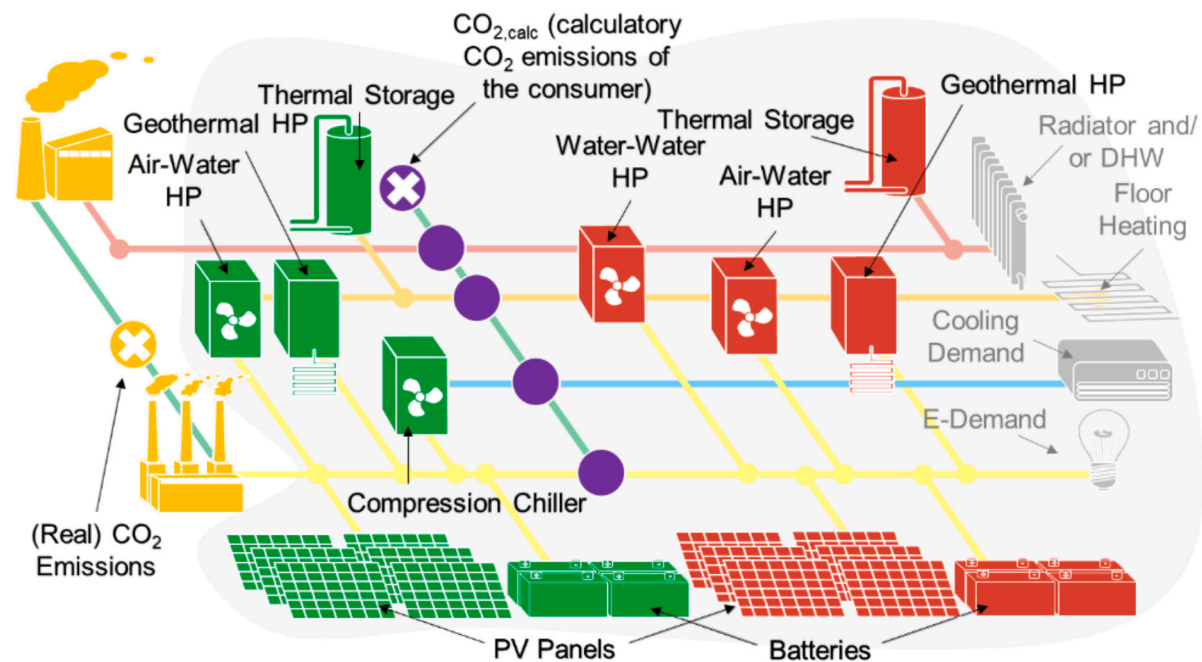 CO₂,calc (calculatory
CO₂ emissions of
the consumer)
Thermal Storage
Geothermal HP
Air-Water
HP
Water-Water
HP
Thermal Storage
Air-Water
HP
Geothermal HP
Radiator and/
or DHW
Floor
Heating
Cooling
Demand
E-Demand
Compression Chiller
(Real) CO₂
Emissions
PV Panels
Batteries